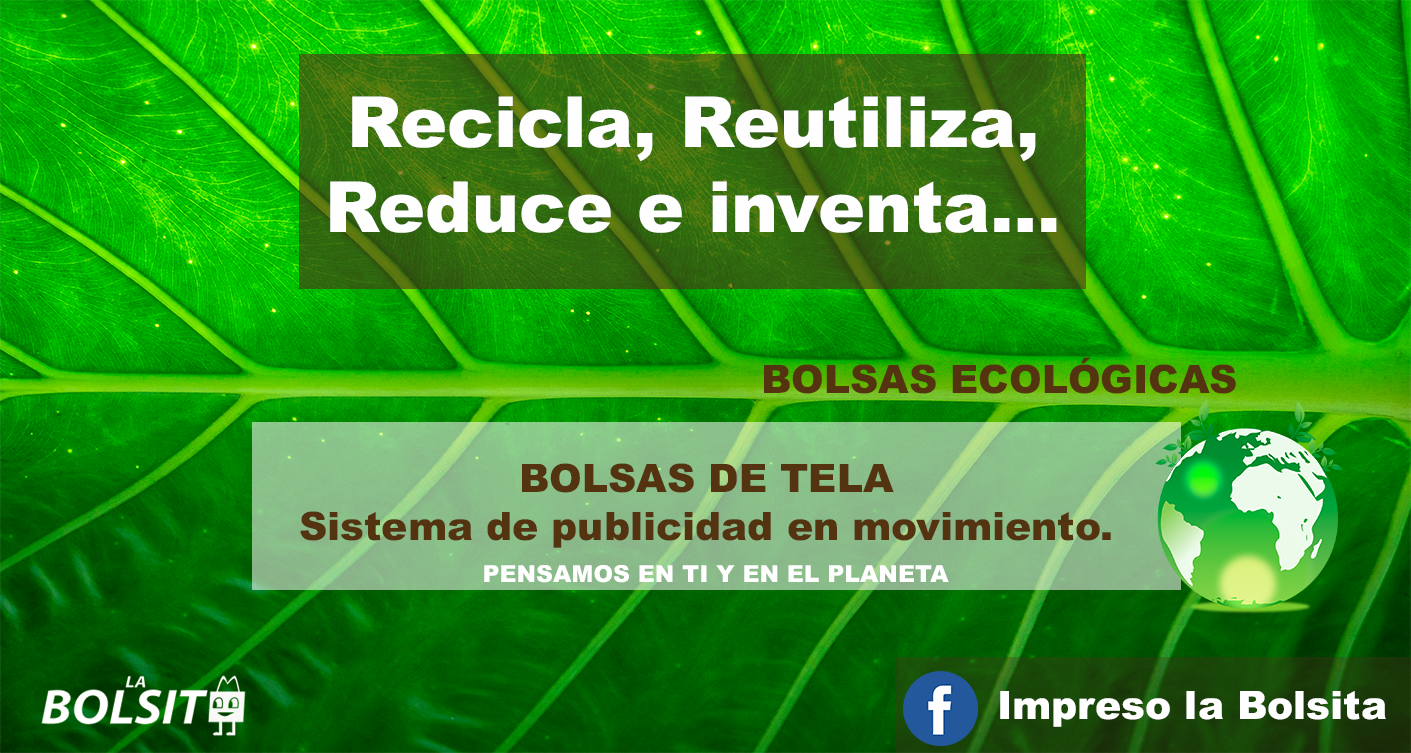 Recicla, Reutiliza,
Reduce e inventa...
BOLSAS ECOLÓGICAS
BOLSAS DE TELA
Sistema de publicidad en movimiento.
PENSAMOS EN TI Y EN EL PLANETA
LA
BOLSIT
f Impreso la Bolsita